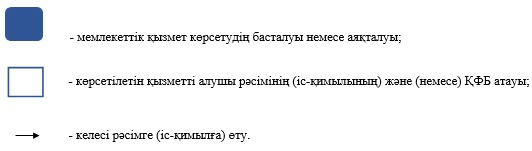 - мемлекеттік қызмет көрсетудің басталуы немесе аяқталуы;
- көрсетілетін қызметті алушы рәсімінің (іс-қимылының) және (немесе) ҚФБ атауы;
- келесі рәсімге (іс-қимылға) өту.